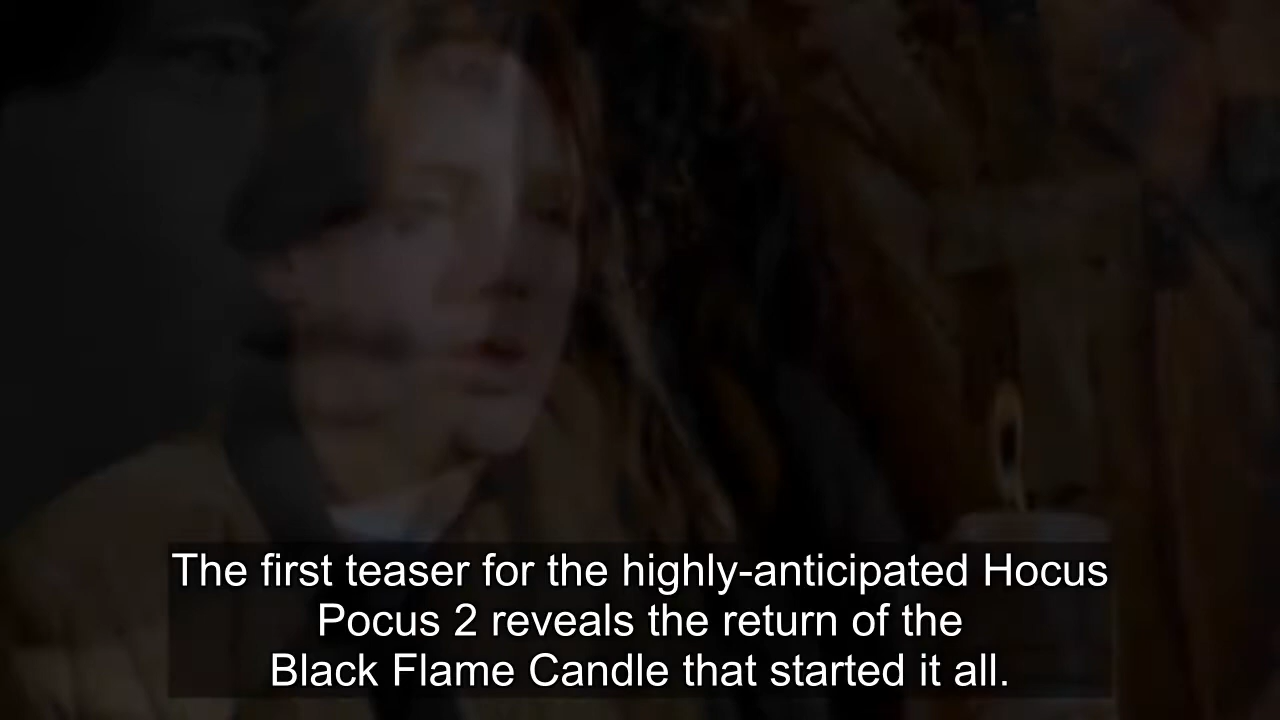 The first teaser for the highly-anticipated Hocus
Pocus 2 reveals the return of the
Black Flame Candle that started it all.